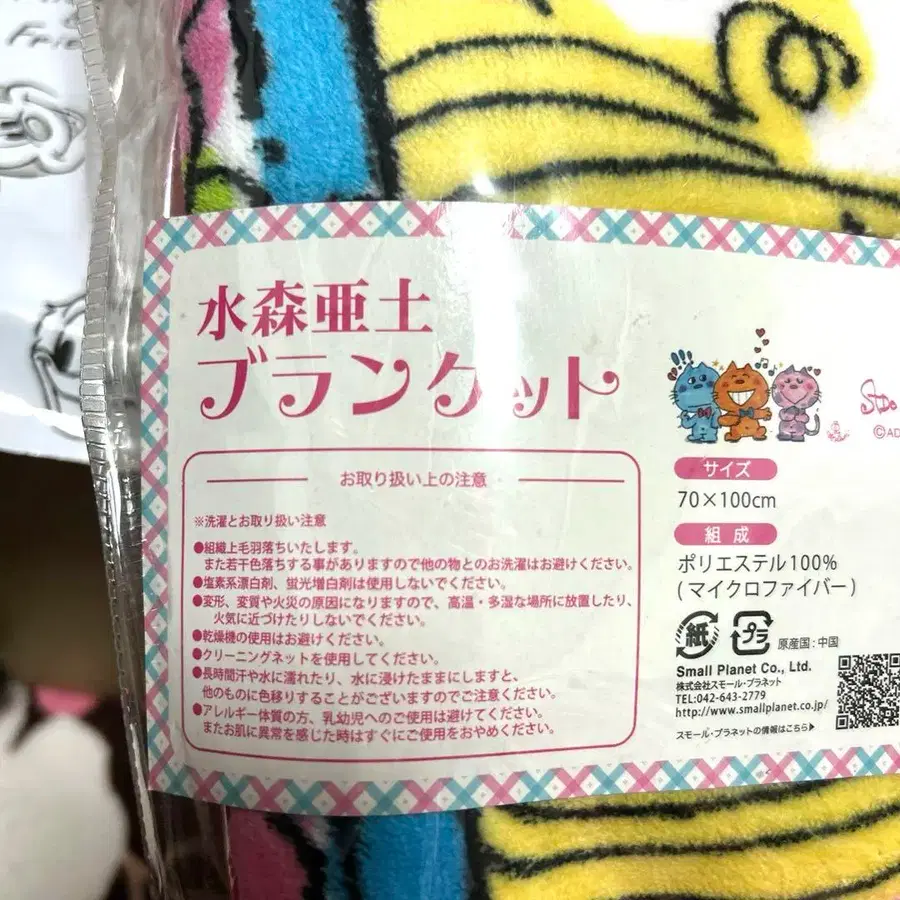 水森亜土
ブランケット
お取り扱い上の注意
※洗濯とお取り扱い注意
●組織上毛羽落ちいたします。
また若干色落ちする事がありますので他の物とのお洗濯はお避けください。
●塩素系漂白剤、蛍光増白剤は使用しないでください。
●変形、変質や火災の原因になりますので、高温・多湿な場所に放置したり、
火気に近づけたりしないでください。
●乾燥機の使用はお避けください。
●クリーニングネットを使用してください。
●長時間汗や水に濡れたり、水に浸けたままにしますと、
他のものに色移りすることがございますのでご注意ください。
●アレルギー体質の方、乳幼児へのご使用は避けてください。
またお肌に異常を感じた時はすぐにご使用をおやめください。
サイズ
70×100cm
組成
ポリエステル100%
(マイクロファイバー)
紙
プラ
原産国:中国
Small Planet Co., Ltd.
株式会社スモール・プラネット
TEL:042-643-2779
http://www.smallplanet.co.jp/
スモール・プラネットの情報はこちら▶
©AD